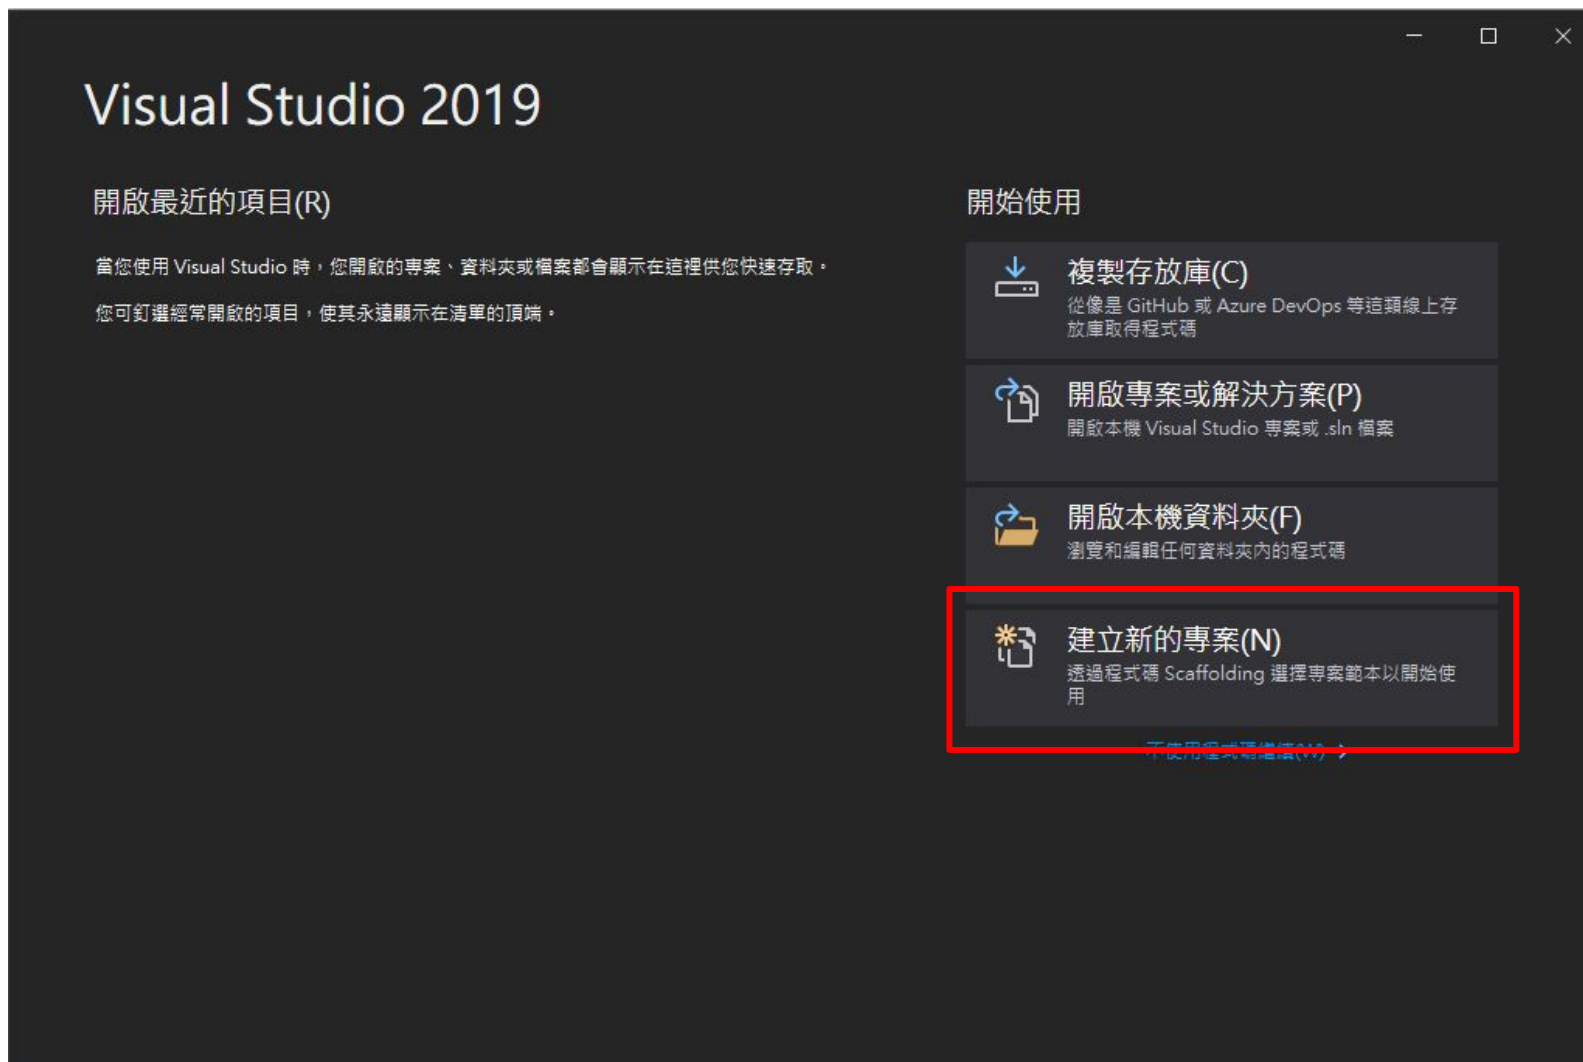 Visual Studio 2019
開啟最近的項目(R)
當您使用 Visual Studio 時，您開啟的專案、資料夾或檔案都會顯示在這裡供您快速存取。
您可釘選經常開啟的項目，使其永遠顯示在清單的頂端。
開始使用
複製存放庫(C)
從像是 GitHub 或 Azure DevOps 等這類線上存
放庫取得程式碼
開啟專案或解決方案(P)
開啟本機 Visual Studio 專案或 .sln 檔案
開啟本機資料夾(F)
瀏覽和編輯任何資料夾內的程式碼
建立新的專案(N)
透過程式碼 Scaffolding 選擇專案範本以開始使
用
不使用程式碼繼續(W)